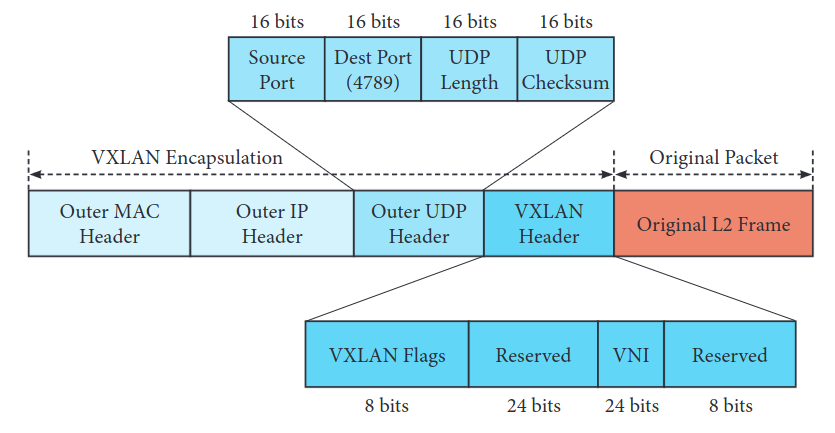 16 bits 16 bits 16 bits 16 bits
Source Port
Dest Port (4789)
UDP Length
UDP Checksum
VXLAN Encapsulation
Original Packet
Outer MAC Header
Outer IP Header
Outer UDP Header
VXLAN Header
Original L2 Frame
VXLAN Flags
Reserved
VNI
Reserved
8 bits 24 bits 24 bits 8 bits